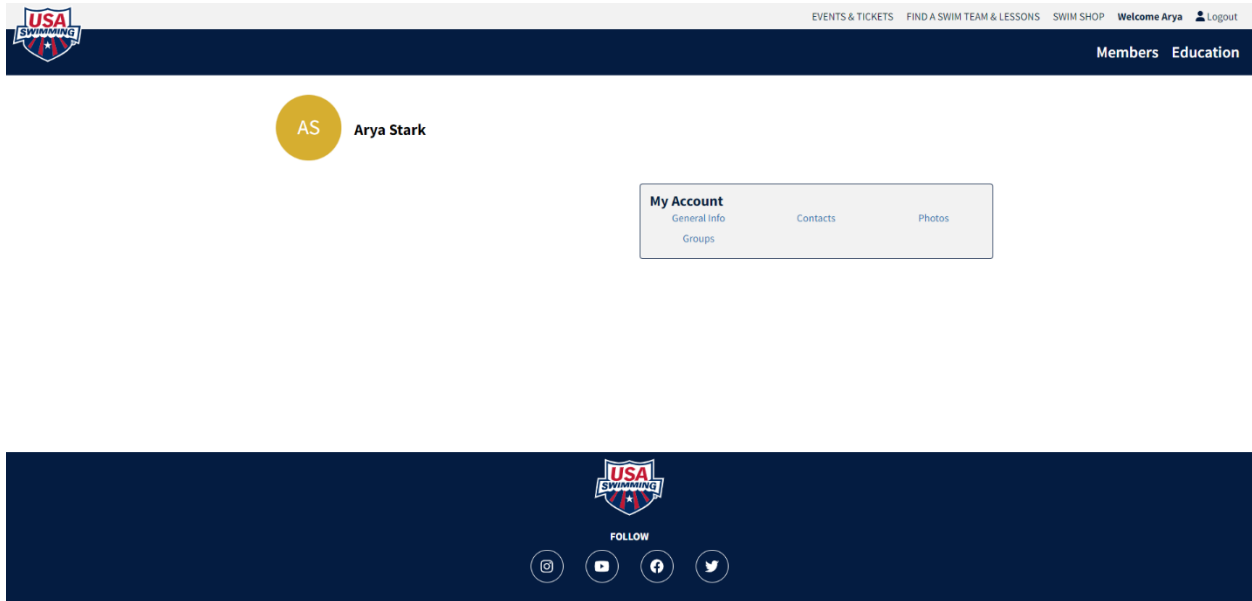 USA
SWIMMING
EVENTS & TICKETS FIND A SWIM TEAM & LESSONS SWIM SHOP Welcome Arya Logout
Members Education
AS Arya Stark
My Account
General Info Contacts Photos
Groups
USA
SWIMMING
FOLLOW